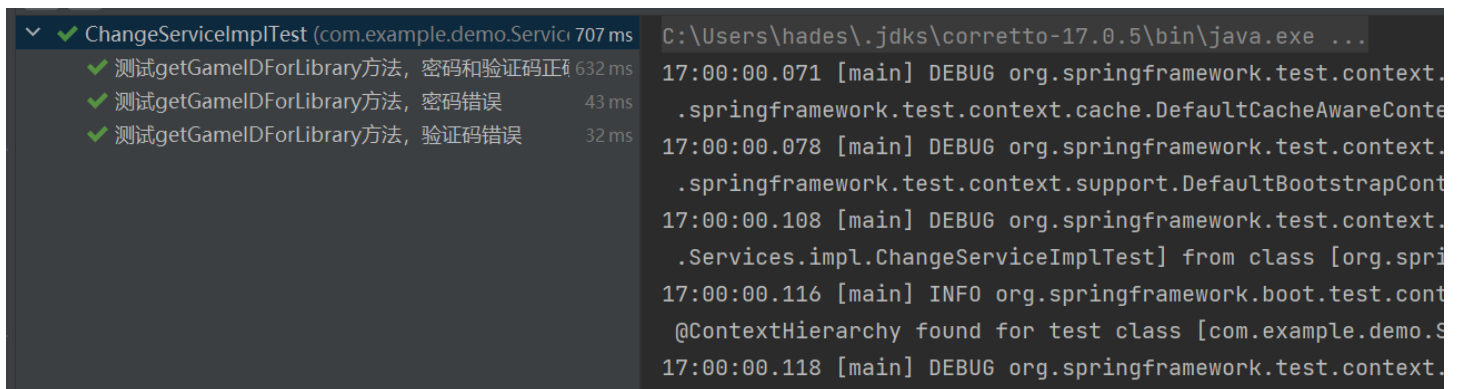 ChangeServiceImplTest (com.example.demo.Servic 707 ms
测试getGameIDForLibrary方法，密码和验证码正确 632 ms
测试getGameIDForLibrary方法，密码错误 43 ms
测试getGameIDForLibrary方法，验证码错误 32 ms
C:\Users\hades\.jdks\corretto-17.0.5\bin\java.exe ...
17:00:00.071 [main] DEBUG org.springframework.test.context.
.springframework.test.context.cache.DefaultCacheAwareConte
17:00:00.078 [main] DEBUG org.springframework.test.context.
.springframework.test.context.support.DefaultBootstrapCont
17:00:00.108 [main] DEBUG org.springframework.test.context.
.Services.impl.ChangeServiceImplTest] from class [org.spri
17:00:00.116 [main] INFO org.springframework.boot.test.cont
@ContextHierarchy found for test class [com.example.demo.S
17:00:00.118 [main] DEBUG org.springframework.test.context.